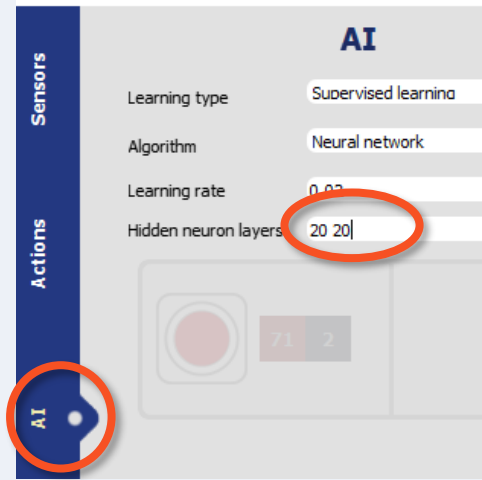 AI
Sensors
Learning type
Supervised learning
Algorithm
Neural network
Learning rate
0.03
Hidden neuron layers
20 20
Actions
71 2
AI